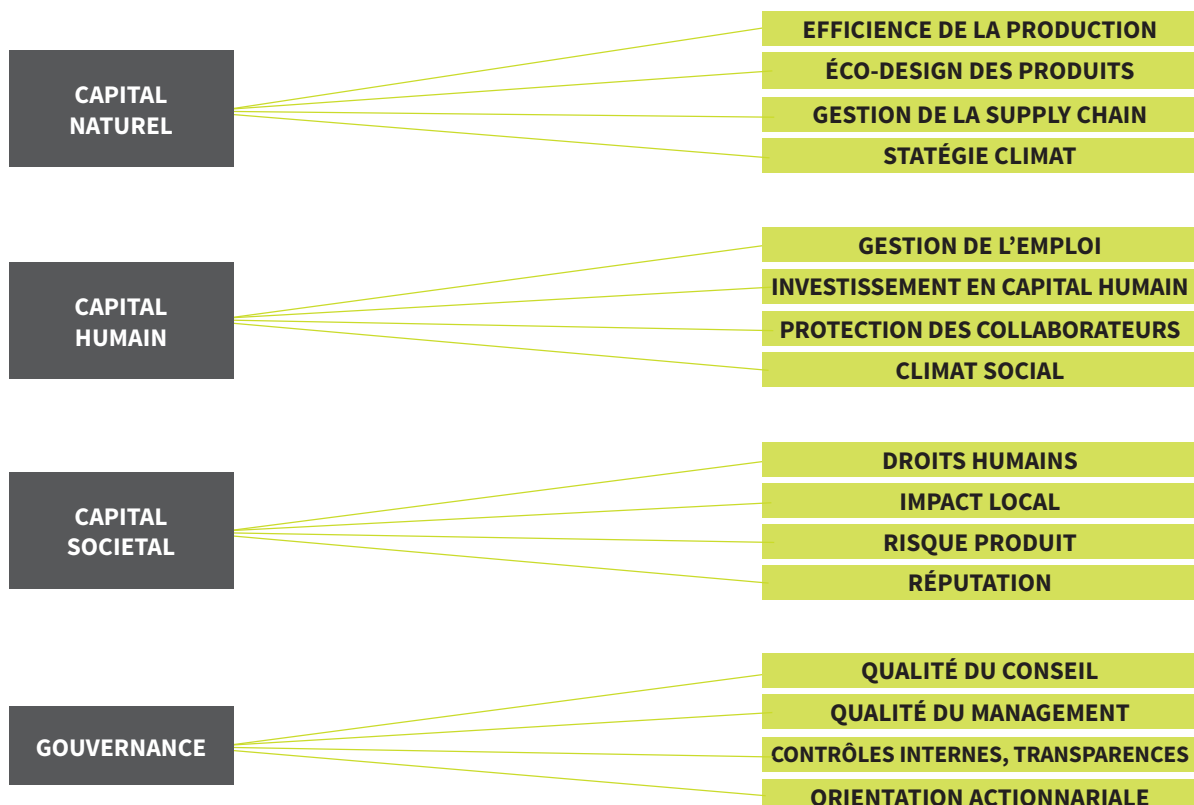 CAPITAL
NATUREL
EFFICIENCE DE LA PRODUCTION
ÉCO-DESIGN DES PRODUITS
GESTION DE LA SUPPLY CHAIN
STATÉGIE CLIMAT
CAPITAL
HUMAIN
GESTION DE L’EMPLOI
INVESTISSEMENT EN CAPITAL HUMAIN
PROTECTION DES COLLABORATEURS
CLIMAT SOCIAL
CAPITAL
SOCIETAL
DROITS HUMAINS
IMPACT LOCAL
RISQUE PRODUIT
RÉPUTATION
GOUVERNANCE
QUALITÉ DU CONSEIL
QUALITÉ DU MANAGEMENT
CONTRÔLES INTERNES, TRANSPARENCES
ORIENTATION ACTIONNARIALE